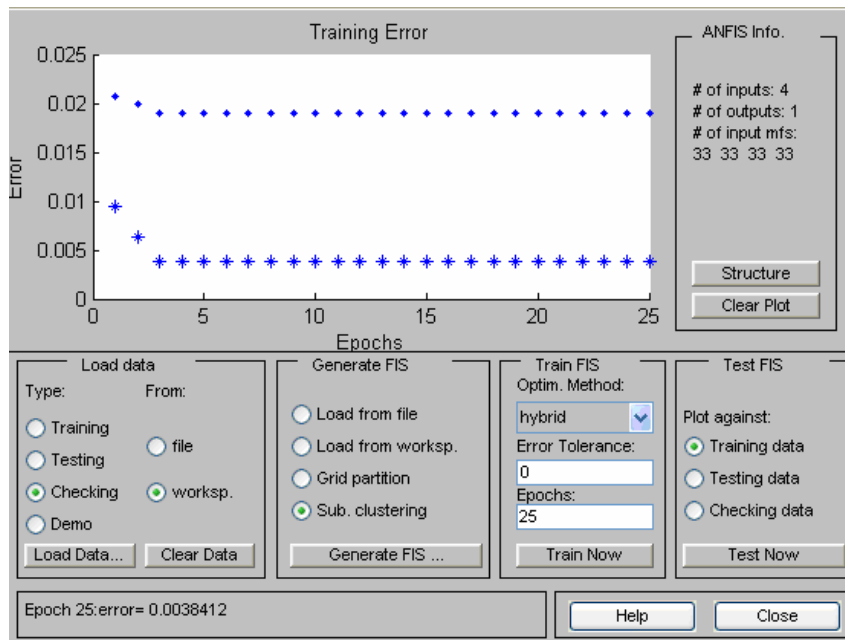 Training Error
0.025
0.02
0.015
0.01
0.005
0
Error
0 5 10 15 20 25
Epochs
ANFIS Info.
# of inputs: 4
# of outputs: 1
# of input mfs:
33 33 33 33
Structure
Clear Plot
Load data
Type: From:
Training
Testing
Checking
Demo
file
worksp.
Load Data... Clear Data
Generate FIS
Load from file
Load from worksp.
Grid partition
Sub. clustering
Generate FIS ...
Train FIS
Optim. Method:
hybrid
Error Tolerance:
0
Epochs:
25
Train Now
Test FIS
Plot against:
Training data
Testing data
Checking data
Test Now
Epoch 25:error= 0.0038412
Help Close